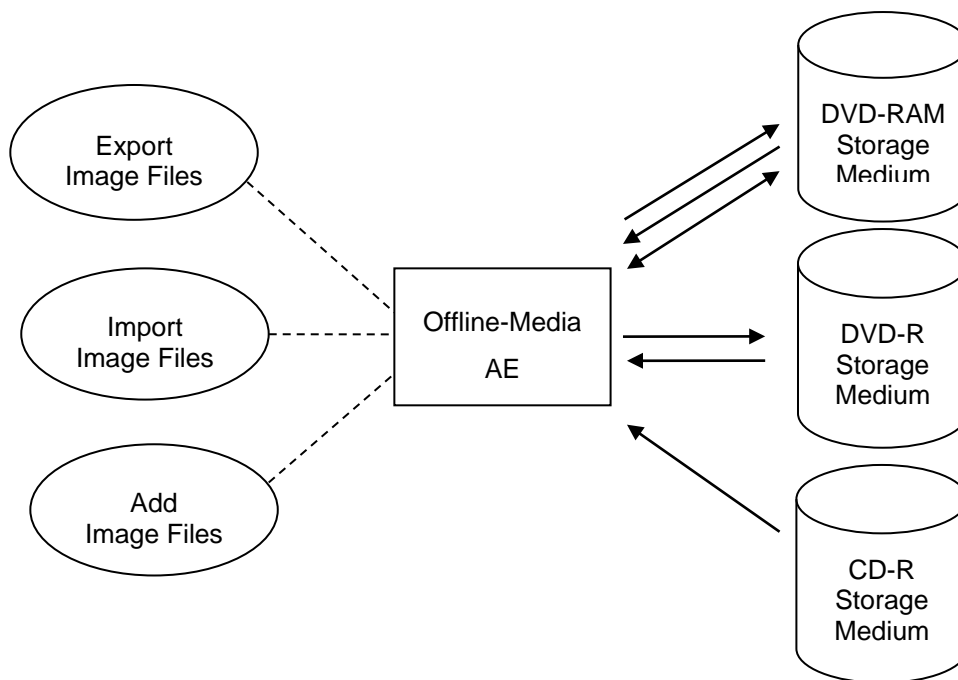 Export
Image Files
Import
Image Files
Add
Image Files
Offline-Media
AE
DVD-RAM
Storage
Medium
DVD-R
Storage
Medium
CD-R
Storage
Medium